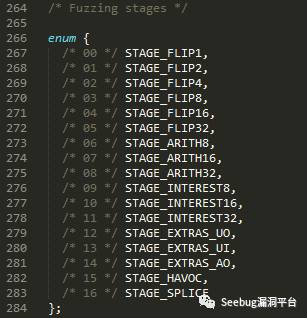 264 /* Fuzzing stages */
265
266 enum {
267 /* 00 */ STAGE_FLIP1,
268 /* 01 */ STAGE_FLIP2,
269 /* 02 */ STAGE_FLIP4,
270 /* 03 */ STAGE_FLIP8,
271 /* 04 */ STAGE_FLIP16,
272 /* 05 */ STAGE_FLIP32,
273 /* 06 */ STAGE_ARITH8,
274 /* 07 */ STAGE_ARITH16,
275 /* 08 */ STAGE_ARITH32,
276 /* 09 */ STAGE_INTEREST8,
277 /* 10 */ STAGE_INTEREST16,
278 /* 11 */ STAGE_INTEREST32,
279 /* 12 */ STAGE_EXTRAS_UO,
280 /* 13 */ STAGE_EXTRAS_UI,
281 /* 14 */ STAGE_EXTRAS_AO,
282 /* 15 */ STAGE_HAVOC,
283 /* 16 */ STAGE_SPLICE
284 };
Seebug漏洞平台